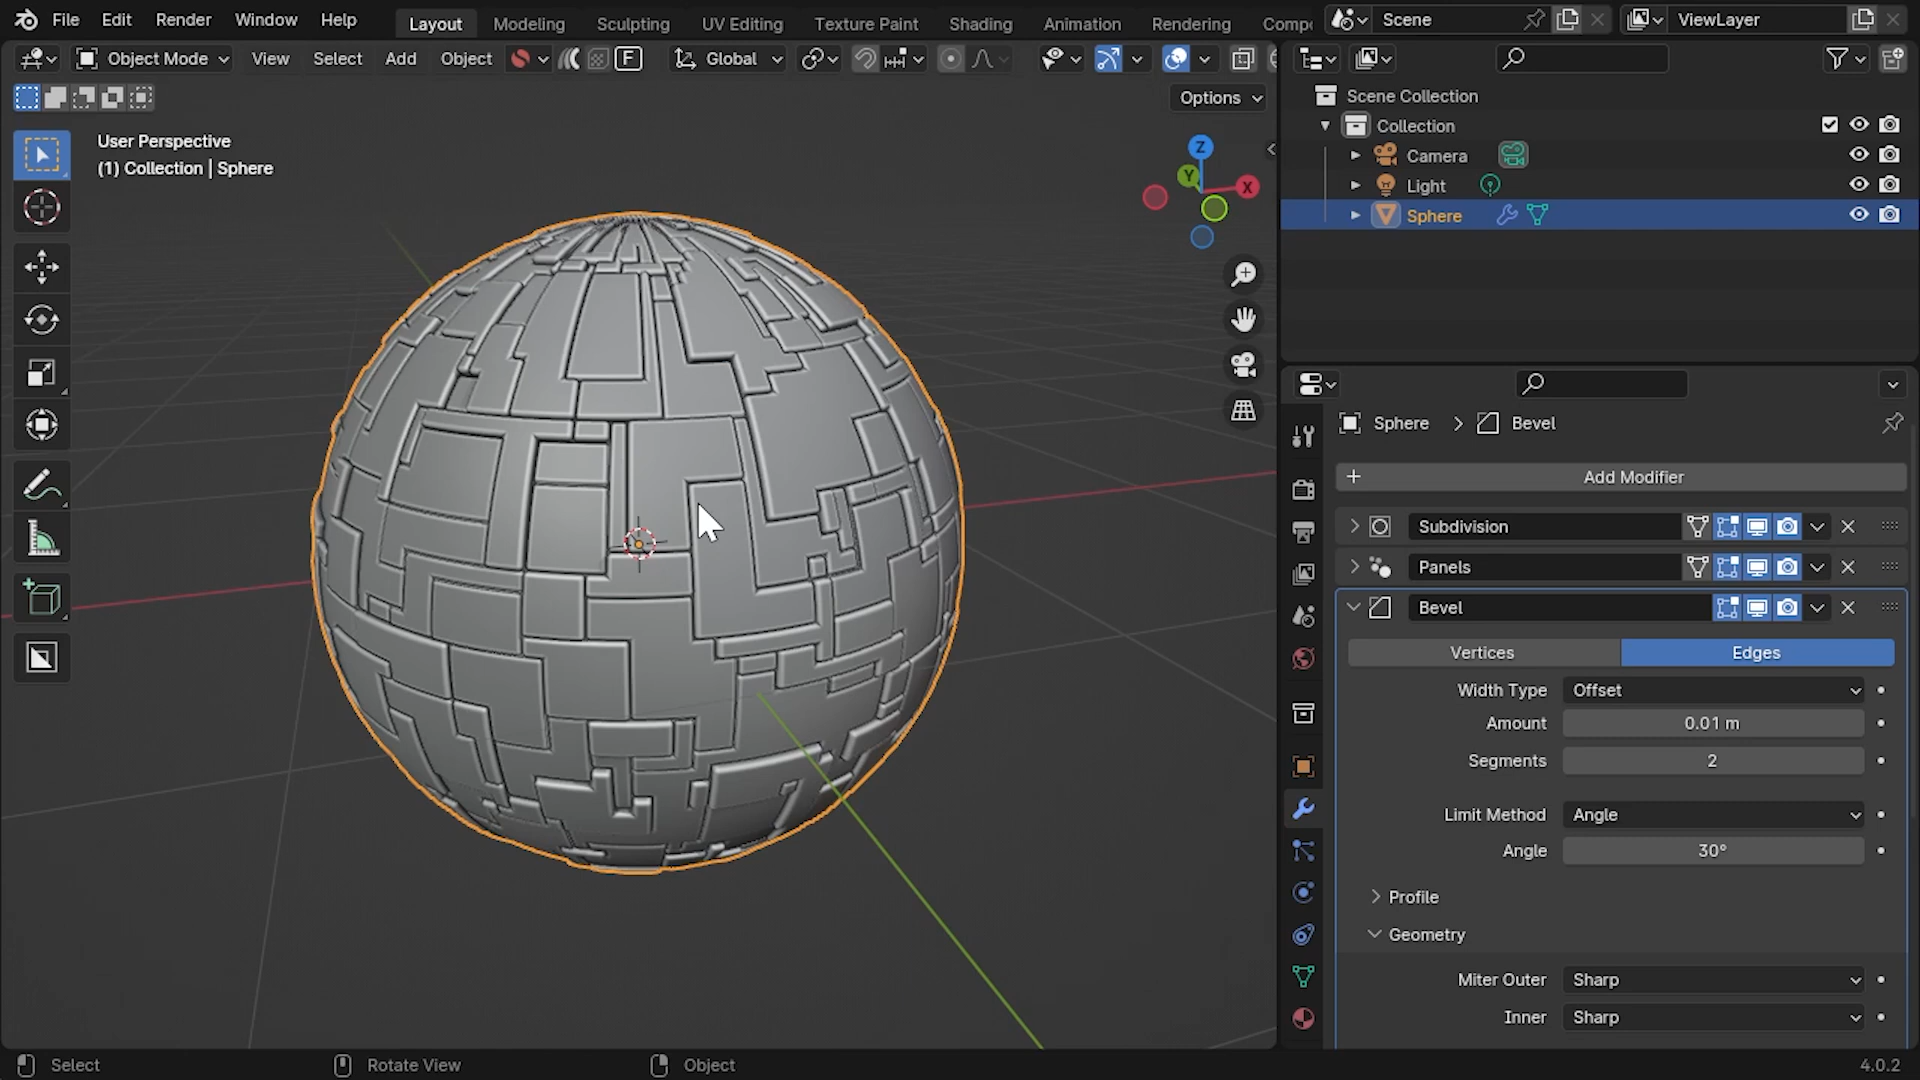 File Edit Render Window Help Layout Modeling Sculpting UV Editing Texture Paint Shading Animation Rendering Comp Scene ViewLayer
Object Mode View Select Add Object F Global
Options
User Perspective
(1) Collection | Sphere
Z
Y
X
Scene Collection
Collection
Camera
Light
Sphere
Sphere > Bevel
+ Add Modifier
Subdivision
Panels
Bevel
Vertices Edges
Width Type Offset
Amount 0.01 m
Segments 2
Limit Method Angle
Angle 30°
Profile
Geometry
Miter Outer Sharp
Inner Sharp
Select Rotate View Object 4.0.2